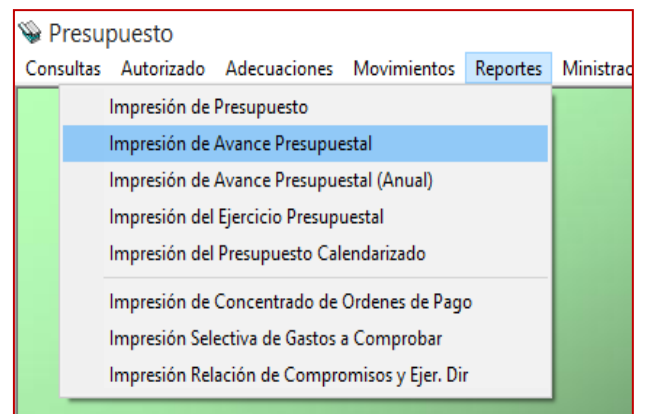 Presupuesto
Consultas Autorizado Adecuaciones Movimientos Reportes Ministrac
Impresión de Presupuesto
Impresión de Avance Presupuestal
Impresión de Avance Presupuestal (Anual)
Impresión del Ejercicio Presupuestal
Impresión del Presupuesto Calendarizado
Impresión de Concentrado de Ordenes de Pago
Impresión Selectiva de Gastos a Comprobar
Impresión Relación de Compromisos y Ejer. Dir